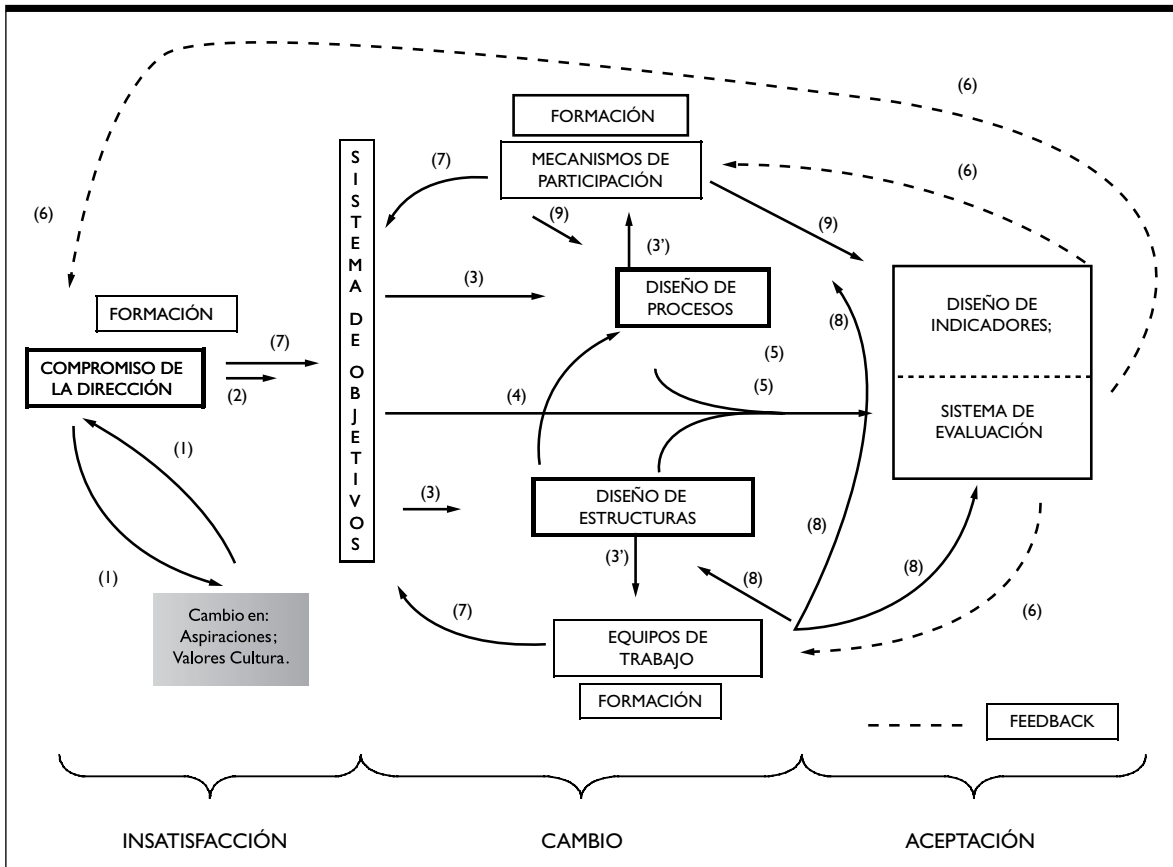 (6)
FORMACIÓN
MECANISMOS DE
PARTICIPACIÓN
(7)
(6)
(6)
(9)
(9)
(3’)
SISTEMA DE OBJETIVOS
(3)
DISEÑO DE
PROCESOS
DISEÑO DE
INDICADORES;
FORMACIÓN
(8)
(7)
(5)
COMPROMISO DE
LA DIRECCIÓN
(2)
(4)
(5)
SISTEMA DE
EVALUACIÓN
(1)
(3)
DISEÑO DE
ESTRUCTURAS
(8)
(3’)
(8)
(8)
(1)
Cambio en:
Aspiraciones;
Valores Cultura.
(7)
(6)
EQUIPOS DE
TRABAJO
FORMACIÓN
FEEDBACK
INSATISFACCIÓN
CAMBIO
ACEPTACIÓN